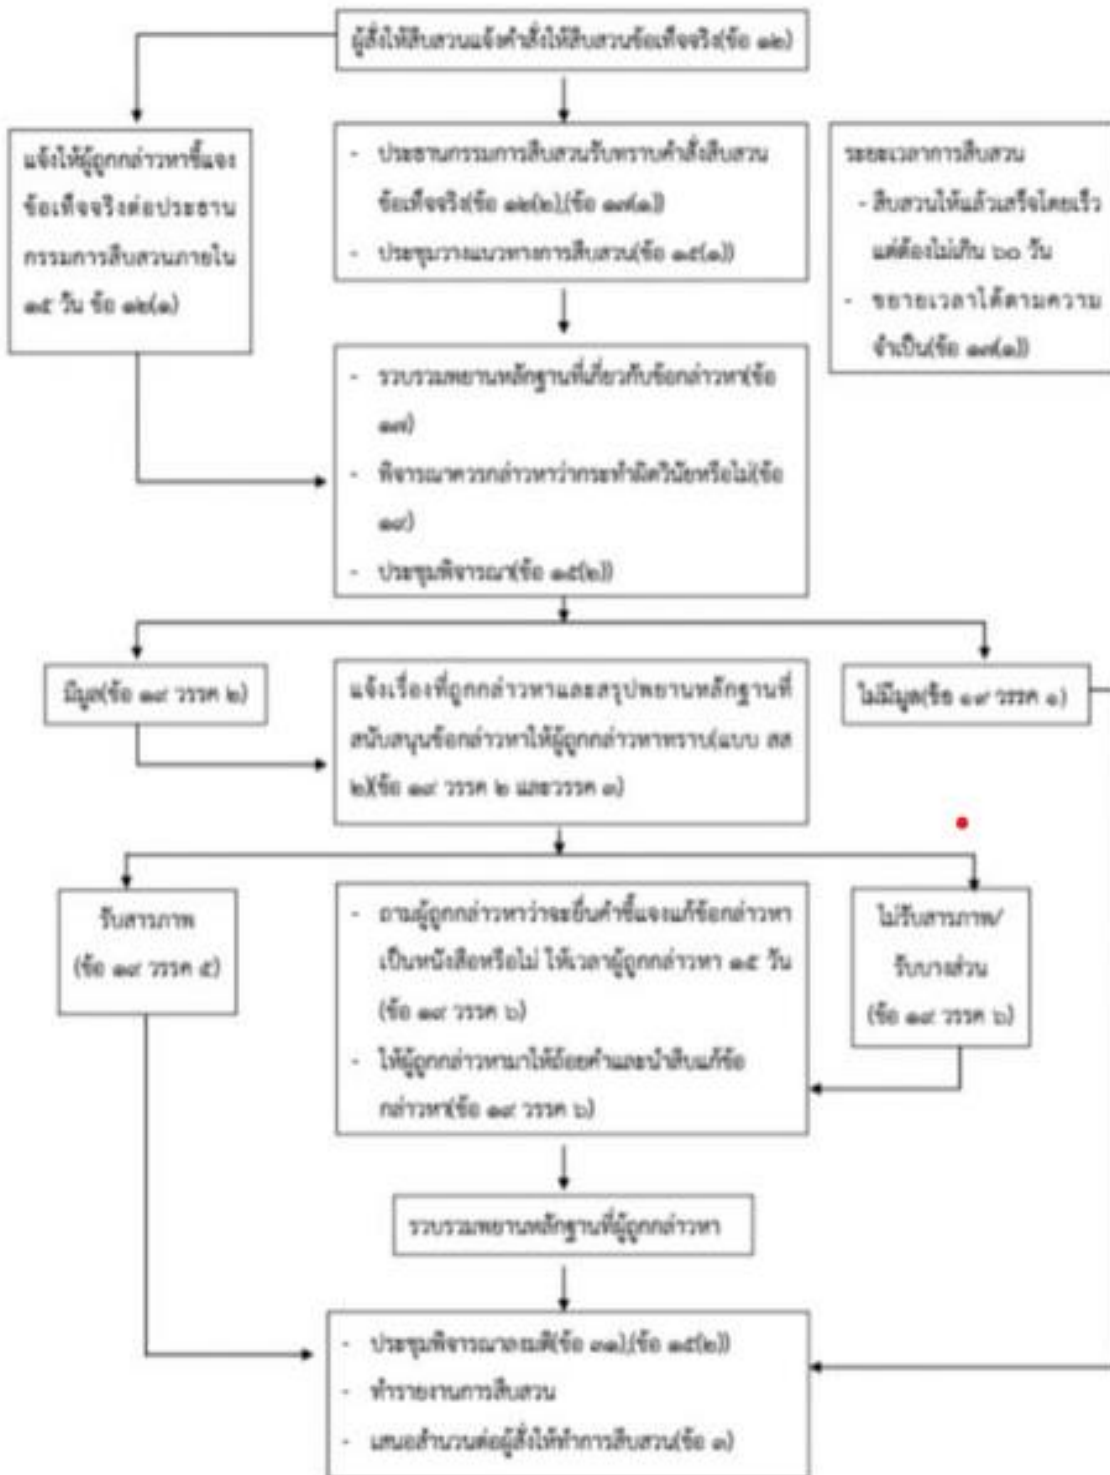 ผู้สั่งให้สืบสวนแจ้งคำสั่งให้สืบสวนข้อเท็จจริง(ข้อ ๑๒)
แจ้งให้ผู้ถูกกล่าวหาชี้แจง
ข้อเท็จจริงต่อประธาน
กรรมการสืบสวนภายใน
๑๕ วัน ข้อ ๑๒(๑)
- ประธานกรรมการสืบสวนรับทราบคำสั่งสืบสวน
ข้อเท็จจริง(ข้อ ๑๒(๒),(ข้อ ๑๗(๑))
- ประชุมวางแนวทางการสืบสวน(ข้อ ๑๕(๑))
ระยะเวลาการสืบสวน
- สืบสวนให้แล้วเสร็จโดยเร็ว
แต่ต้องไม่เกิน ๖๐ วัน
- ขยายเวลาได้ตามความ
จำเป็น(ข้อ ๑๗(๑))
- รวบรวมพยานหลักฐานที่เกี่ยวกับข้อกล่าวหา(ข้อ
๑๗)
- พิจารณาควรกล่าวหาว่ากระทำผิดวินัยหรือไม่(ข้อ
๑๙)
- ประชุมพิจารณา(ข้อ ๑๕(๒))
มีมูล(ข้อ ๑๙ วรรค ๒)
แจ้งเรื่องที่ถูกกล่าวหาและสรุปพยานหลักฐานที่
สนับสนุนข้อกล่าวหาให้ผู้ถูกกล่าวหาทราบ(แบบ สส
๒)(ข้อ ๑๙ วรรค ๒ และวรรค ๓)
ไม่มีมูล(ข้อ ๑๙ วรรค ๑)
รับสารภาพ
(ข้อ ๑๙ วรรค ๕)
- ถามผู้ถูกกล่าวหาว่าจะยื่นคำชี้แจงแก้ข้อกล่าวหา
เป็นหนังสือหรือไม่ ให้เวลาผู้ถูกกล่าวหา ๑๕ วัน
(ข้อ ๑๙ วรรค ๖)
- ให้ผู้ถูกกล่าวหามาให้ถ้อยคำและนำสืบแก้ข้อ
กล่าวหา(ข้อ ๑๙ วรรค ๖)
ไม่รับสารภาพ/
รับบางส่วน
(ข้อ ๑๙ วรรค ๖)
รวบรวมพยานหลักฐานที่ผู้ถูกกล่าวหา
- ประชุมพิจารณาลงมติ(ข้อ ๓๑),(ข้อ ๑๕(๒))
- ทำรายงานการสืบสวน
- เสนอสำนวนต่อผู้สั่งให้ทำการสืบสวน(ข้อ ๓)